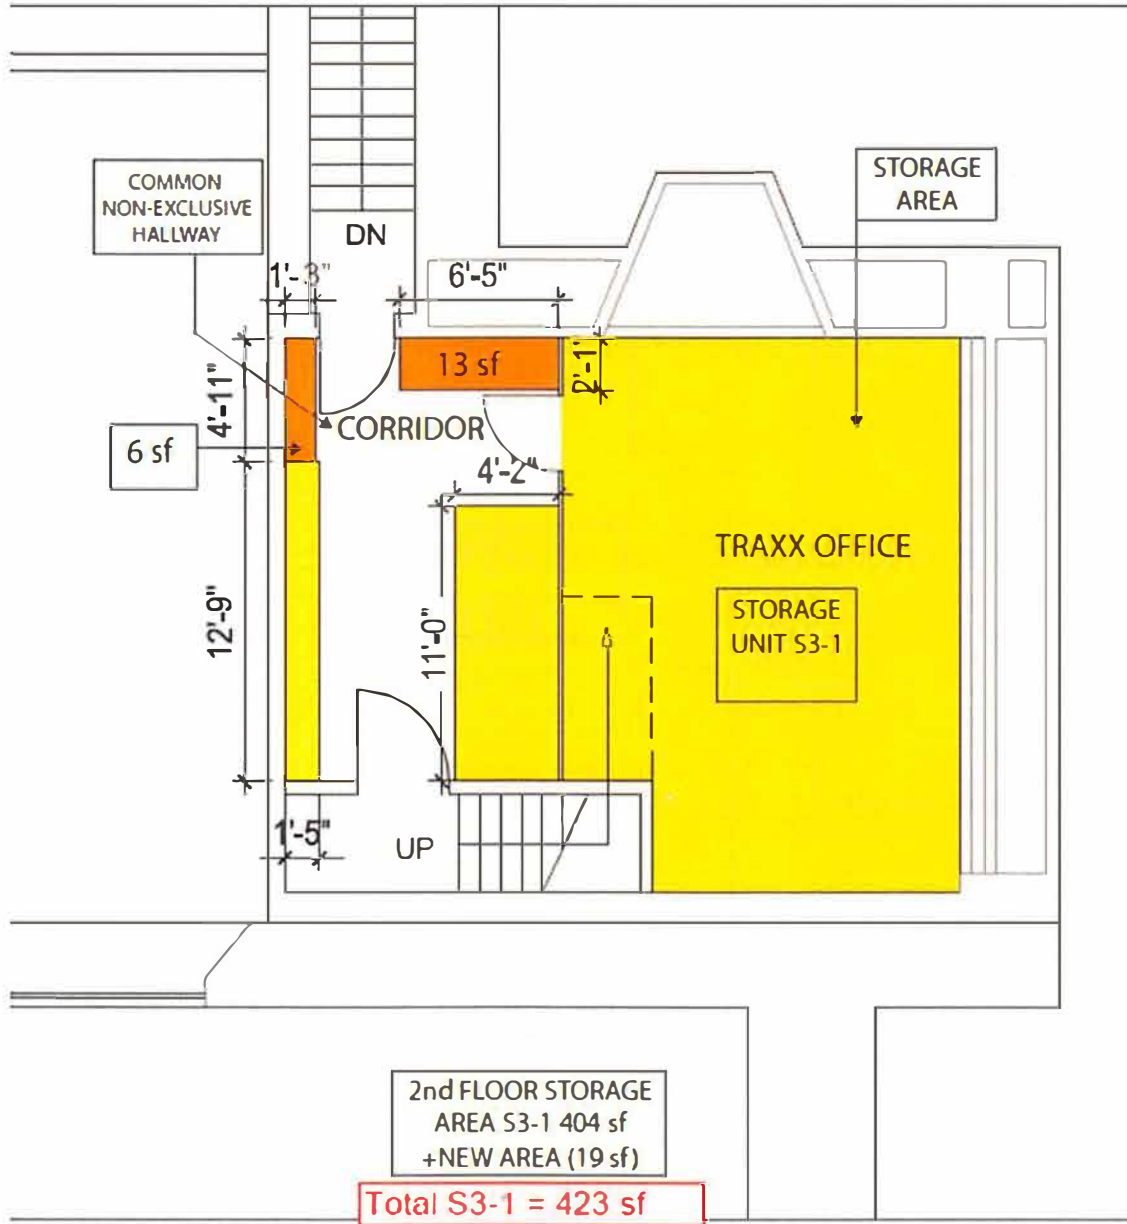 COMMON
NON-EXCLUSIVE
HALLWAY
STORAGE
AREA
DN
1'-3"
6'-5"
13 sf
2'-1"
4'-11"
CORRIDOR
6 sf
4'-2"
TRAXX OFFICE
STORAGE
UNIT S3-1
12'-9"
11'-0"
1'-5"
UP
2nd FLOOR STORAGE
AREA S3-1 404 sf
+NEW AREA (19 sf)
Total S3-1 = 423 sf